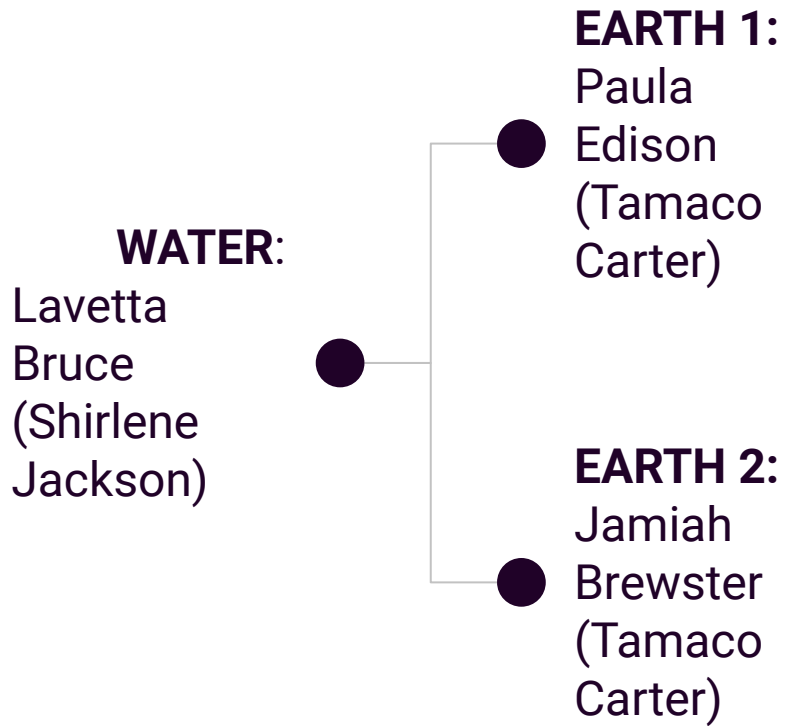 WATER:
Lavetta
Bruce
(Shirlene
Jackson)
EARTH 1:
Paula
Edison
(Tamaco
Carter)
EARTH 2:
Jamiah
Brewster
(Tamaco
Carter)